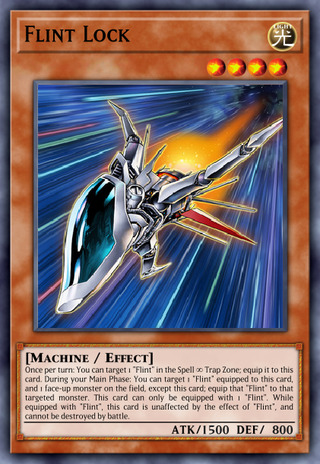 FLINT LOCK
LIGHT
光
[MACHINE / EFFECT]
Once per turn: You can target 1 "Flint" in the Spell ∞ Trap Zone; equip it to this
card. During your Main Phase: You can target 1 "Flint" equipped to this card,
and 1 face-up monster on the field, except this card; equip that "Flint" to that
targeted monster. This card can only be equipped with 1 "Flint". While
equipped with "Flint", this card is unaffected by the effect of "Flint", and
cannot be destroyed by battle.
ATK/1500 DEF/ 800